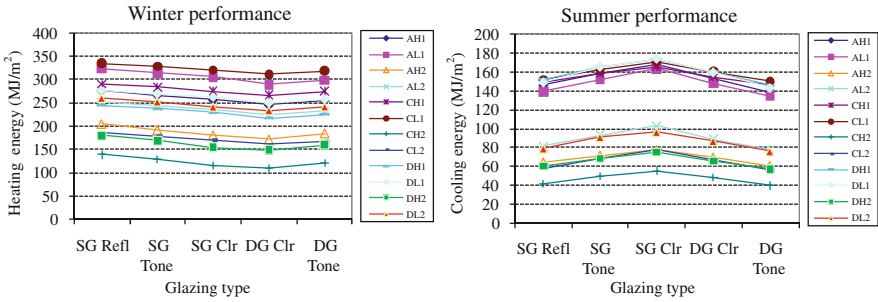 Winter performance
Heating energy (MJ/m²)
400
350
300
250
200
150
100
50
0
SG Refl
SG Tone
SG Clr
DG Clr
DG Tone
Glazing type
AH1
AL1
AH2
AL2
CH1
CL1
CH2
CL2
DH1
DL1
DH2
DL2
Summer performance
Cooling energy (MJ/m²)
200
180
160
140
120
100
80
60
40
20
0
SG Refl
SG Tone
SG Clr
DG Clr
DG Tone
Glazing type
AH1
AL1
AH2
AL2
CH1
CL1
CH2
CL2
DH1
DL1
DH2
DL2